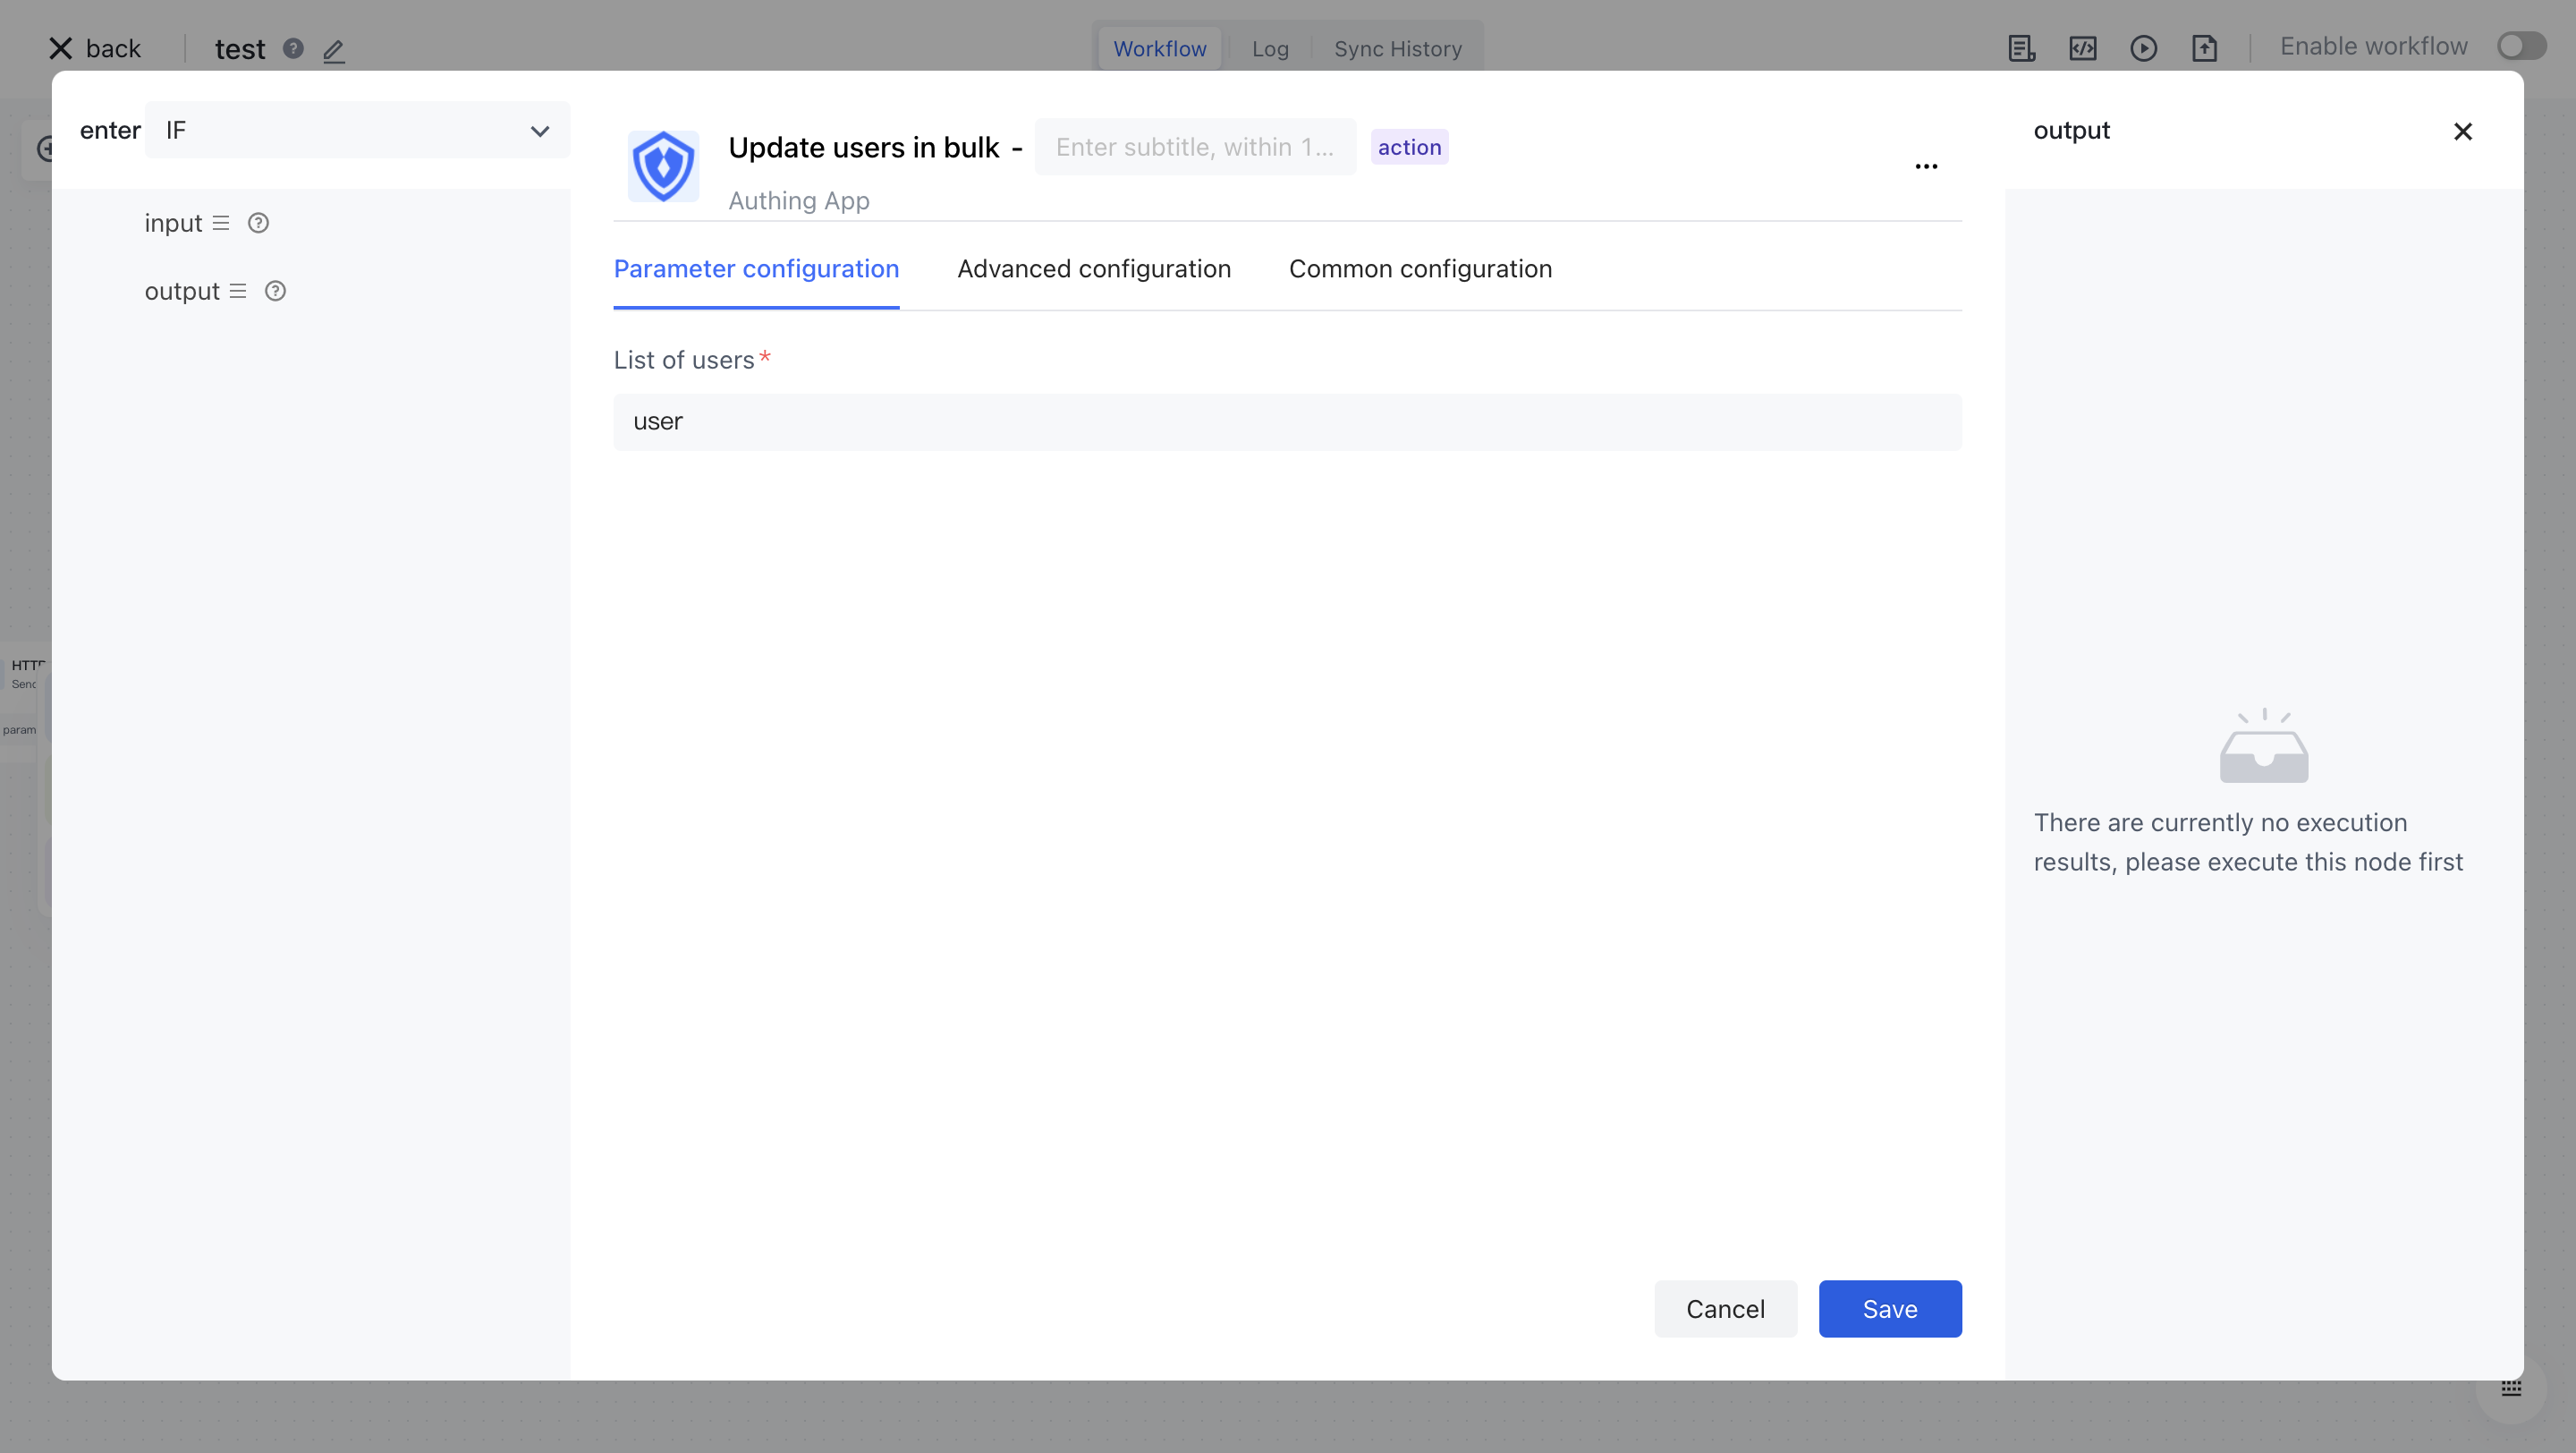 back
test
Workflow
Log
Sync History
Enable workflow
enter
IF
input
output
Update users in bulk -
Enter subtitle, within 1...
action
Authing App
Parameter configuration
Advanced configuration
Common configuration
List of users*
user
Cancel
Save
output
There are currently no execution
results, please execute this node first
param